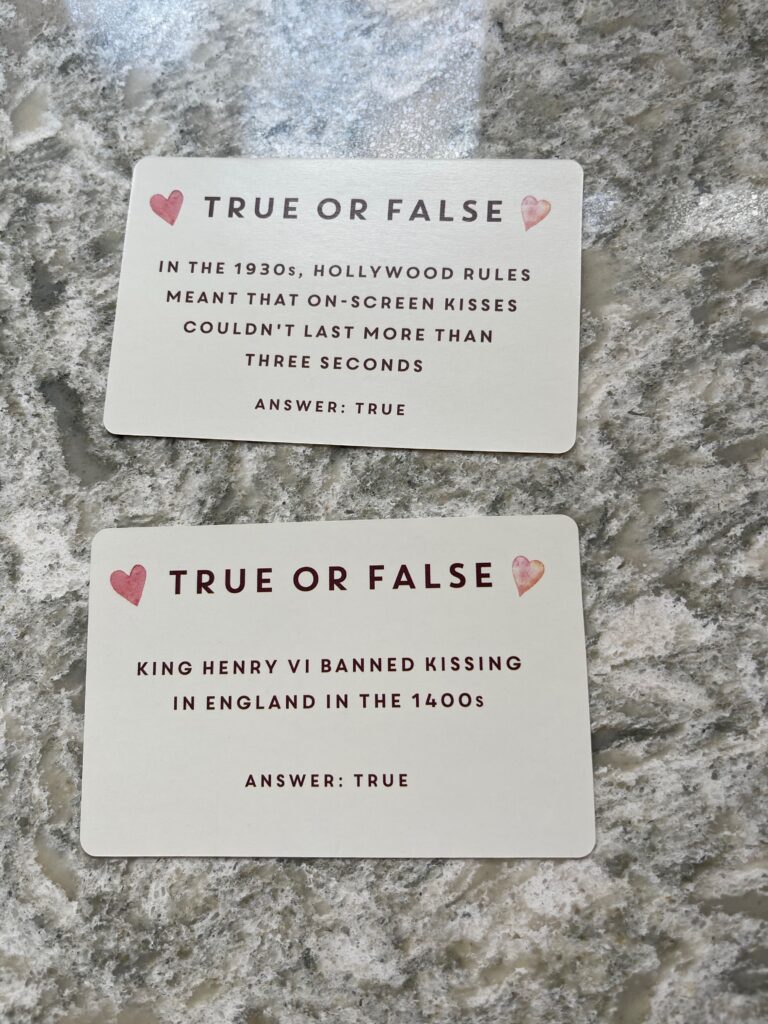 TRUE OR FALSE
IN THE 1930s, HOLLYWOOD RULES
MEANT THAT ON-SCREEN KISSES
COULDN'T LAST MORE THAN
THREE SECONDS
ANSWER: TRUE
TRUE OR FALSE
KING HENRY VI BANNED KISSING
IN ENGLAND IN THE 1400s
ANSWER: TRUE